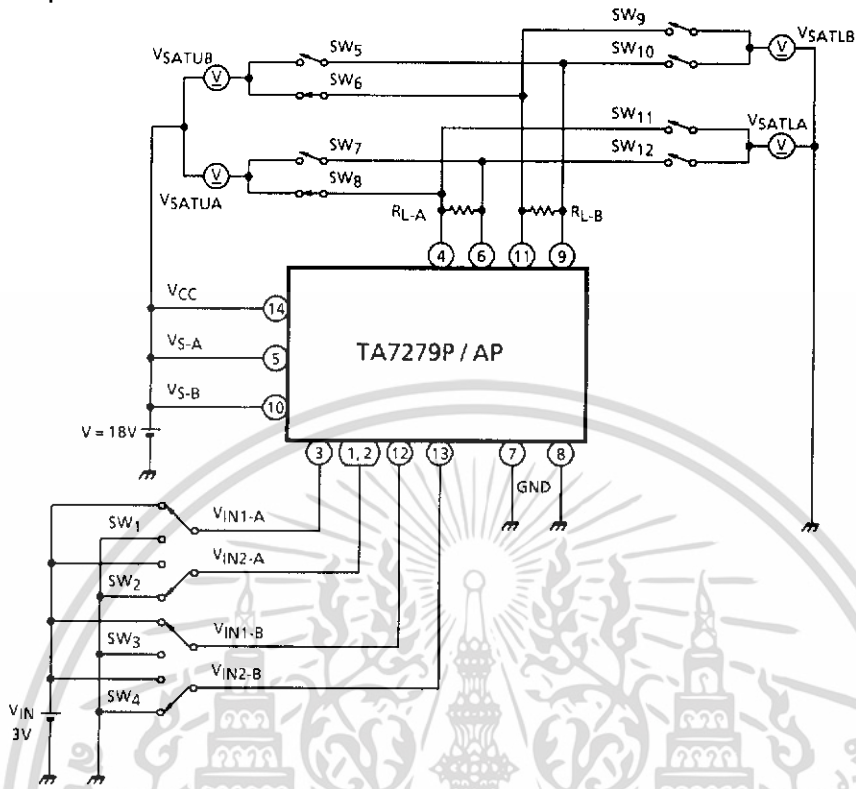 SW9
VSATLB
V
VSATUB
V
SW5
SW10
SW6
SW11
VSATLA
V
SW7
SW12
V
VSATUA
SW8
RL-A
RL-B
4
6
11
9
VCC
14
TA7279P / AP
VS-A
5
VS-B
10
V = 18V
3
1, 2
12
13
7
8
GND
VIN1-A
SW1
VIN2-A
SW2
VIN1-B
SW3
VIN2-B
SW4
VIN
3V